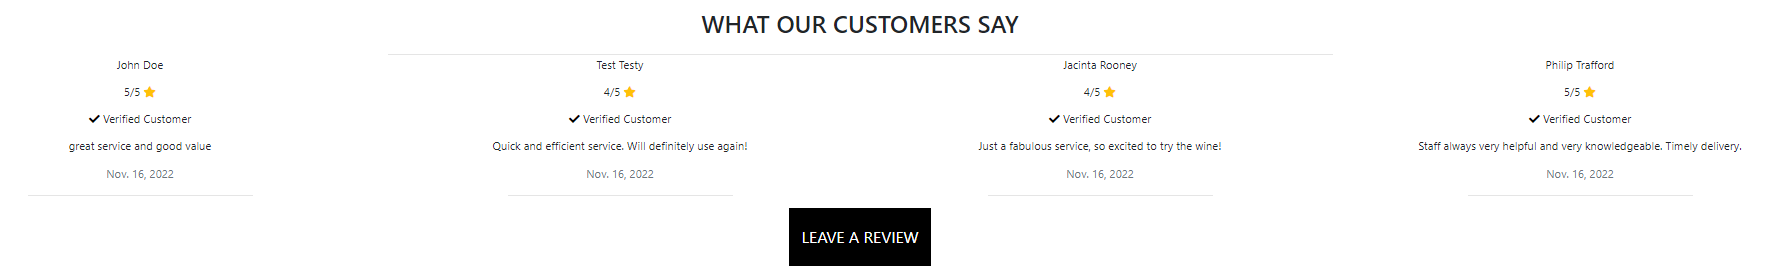 WHAT OUR CUSTOMERS SAY
John Doe
5/5
Verified Customer
great service and good value
Nov. 16, 2022
Test Testy
4/5
Verified Customer
Quick and efficient service. Will definitely use again!
Nov. 16, 2022
Jacinta Rooney
4/5
Verified Customer
Just a fabulous service, so excited to try the wine!
Nov. 16, 2022
Philip Trafford
5/5
Verified Customer
Staff always very helpful and very knowledgeable. Timely delivery.
Nov. 16, 2022
LEAVE A REVIEW